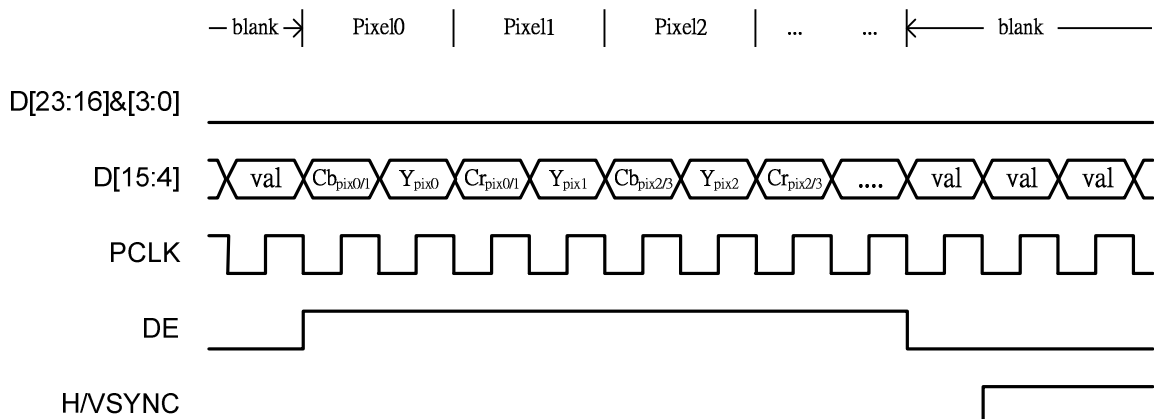 blank Pixel0 Pixel1 Pixel2 ... ... blank
D[23:16]&[3:0]
D[15:4] val Cbpix0/1 Ypix0 Crpix0/1 Ypix1 Cbpix2/3 Ypix2 Crpix2/3 .... val val val
PCLK
DE
H/VSYNC